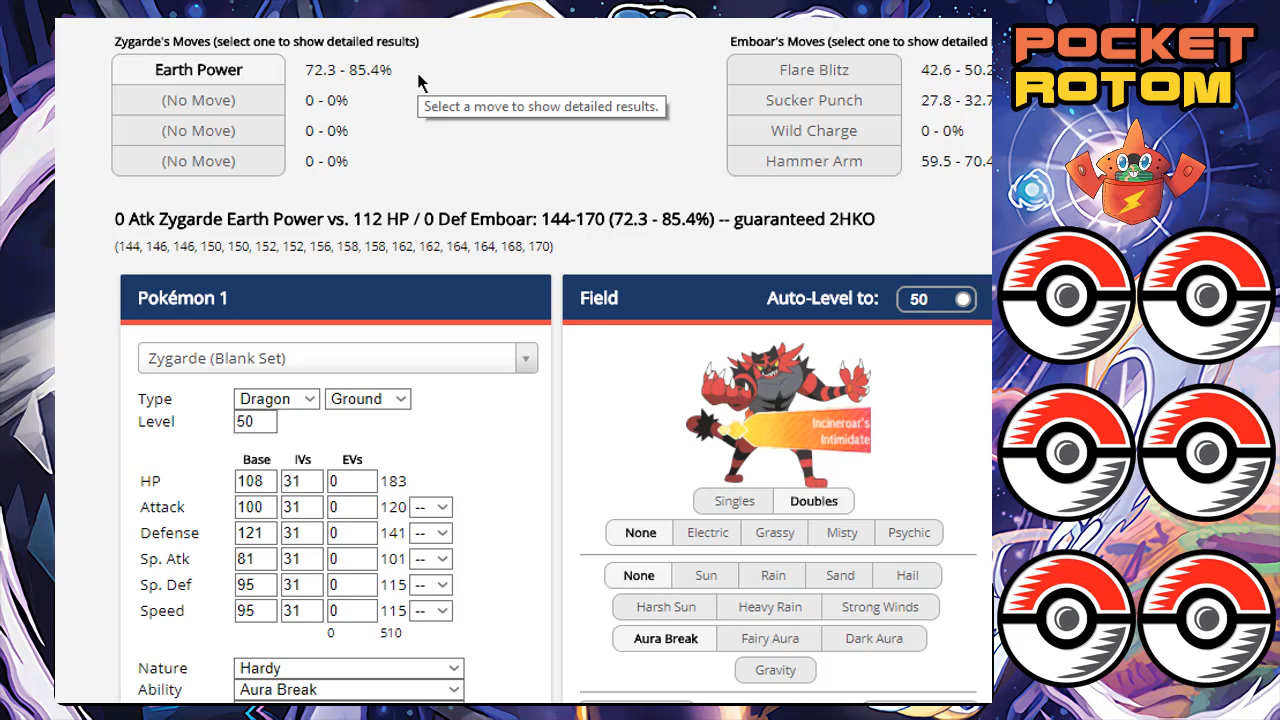 POCKET
ROTOM
Zygarde's Moves (select one to show detailed results)
Earth Power 72.3 - 85.4%
(No Move) 0 - 0%
(No Move) 0 - 0%
(No Move) 0 - 0%
Select a move to show detailed results.
Emboar's Moves (select one to show detailed
Flare Blitz 42.6 - 50.2
Sucker Punch 27.8 - 32.7
Wild Charge 0 - 0%
Hammer Arm 59.5 - 70.4
0 Atk Zygarde Earth Power vs. 112 HP / 0 Def Emboar: 144-170 (72.3 - 85.4%) -- guaranteed 2HKO
(144, 146, 146, 150, 150, 152, 152, 156, 158, 158, 162, 162, 164, 164, 168, 170)
Pokémon 1
Zygarde (Blank Set)
Type Dragon Ground
Level 50
Base IVs EVs
HP 108 31 0 183
Attack 100 31 0 120 --
Defense 121 31 0 141 --
Sp. Atk 81 31 0 101 --
Sp. Def 95 31 0 115 --
Speed 95 31 0 115 --
0 510
Nature Hardy
Ability Aura Break
Field Auto-Level to: 50
Incineroar's
Intimidate
Singles Doubles
None Electric Grassy Misty Psychic
None Sun Rain Sand Hail
Harsh Sun Heavy Rain Strong Winds
Aura Break Fairy Aura Dark Aura
Gravity